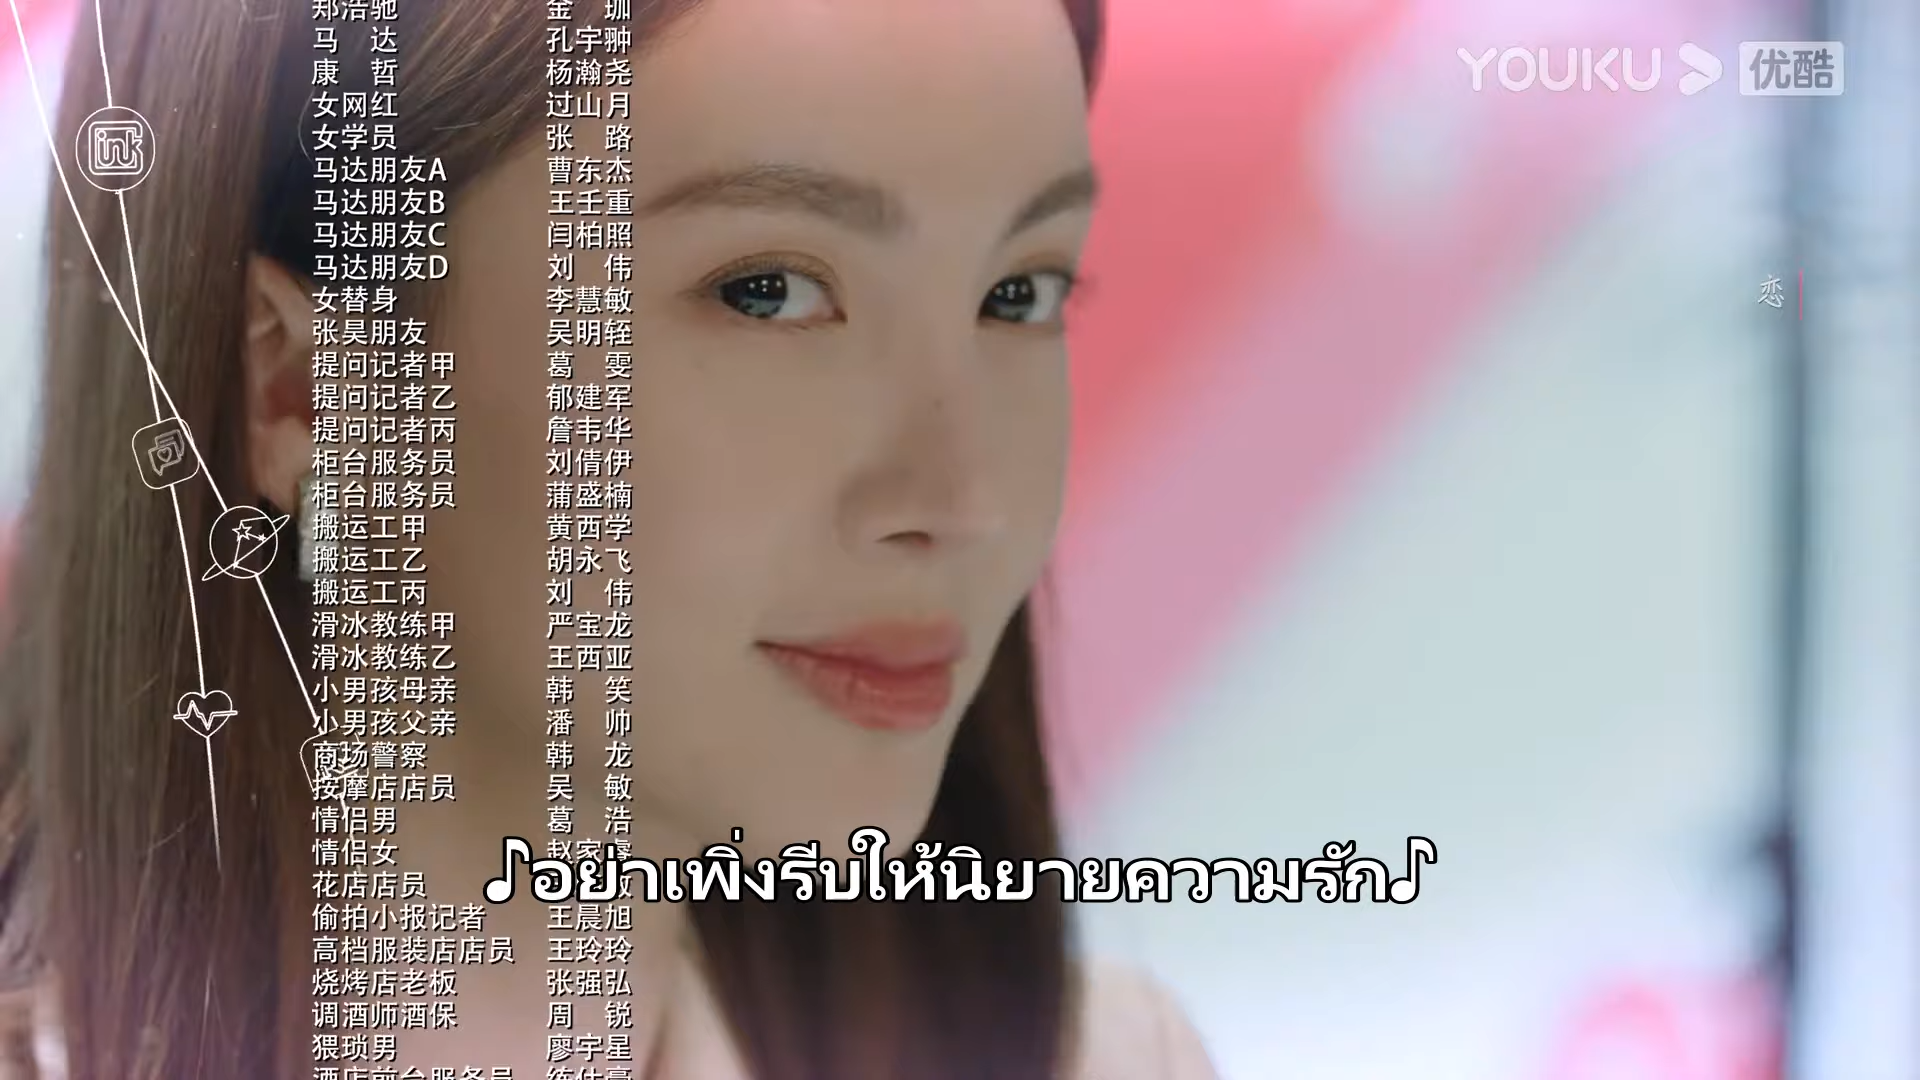 郑浩驰 金 珈
马 达 孔宇翀
康 哲 杨瀚尧
女网红 过山月
女学员 张 路
马达朋友A 曹东杰
马达朋友B 王壬重
马达朋友C 闫柏照
马达朋友D 刘 伟
女替身 李慧敏
张昊朋友 吴明轾
提问记者甲 葛 雯
提问记者乙 郁建军
提问记者丙 詹韦华
柜台服务员 刘倩伊
柜台服务员 蒲盛楠
搬运工甲 黄西学
搬运工乙 胡永飞
搬运工丙 刘 伟
滑冰教练甲 严宝龙
滑冰教练乙 王西亚
小男孩母亲 韩 笑
小男孩父亲 潘 帅
商场警察 韩 龙
按摩店店员 吴 敏
情侣男 葛 浩
情侣女 赵家睿
花店店员
偷拍小报记者 王晨旭
高档服装店店员 王玲玲
烧烤店老板 张强弘
调酒师酒保 周 锐
猥琐男 廖宇星
酒店前台服务员
♪อย่าเพิ่งรีบให้นิยายความรัก♪
YOUKU 优酷
恋
ink